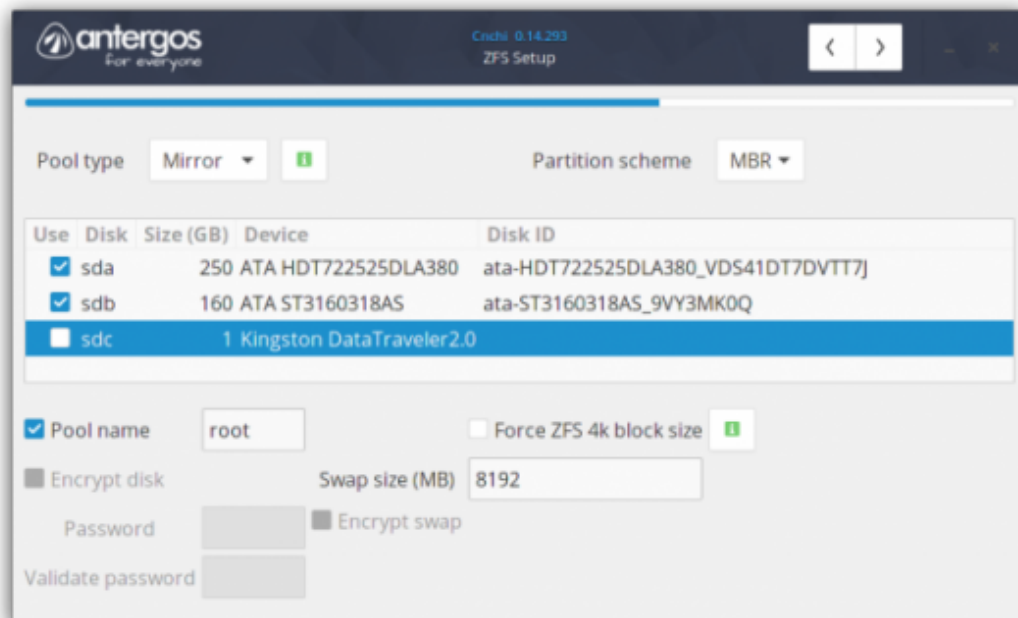 antergos
for everyone
Cnchi 0.14.293
ZFS Setup
Pool type Mirror Partition scheme MBR
Use Disk Size (GB) Device Disk ID
sda 250 ATA HDT722525DLA380 ata-HDT722525DLA380_VDS41DT7DVTT7J
sdb 160 ATA ST3160318AS ata-ST3160318AS_9VY3MK0Q
sdc 1 Kingston DataTraveler2.0
Pool name root Force ZFS 4k block size
Encrypt disk Swap size (MB) 8192
Password Encrypt swap
Validate password